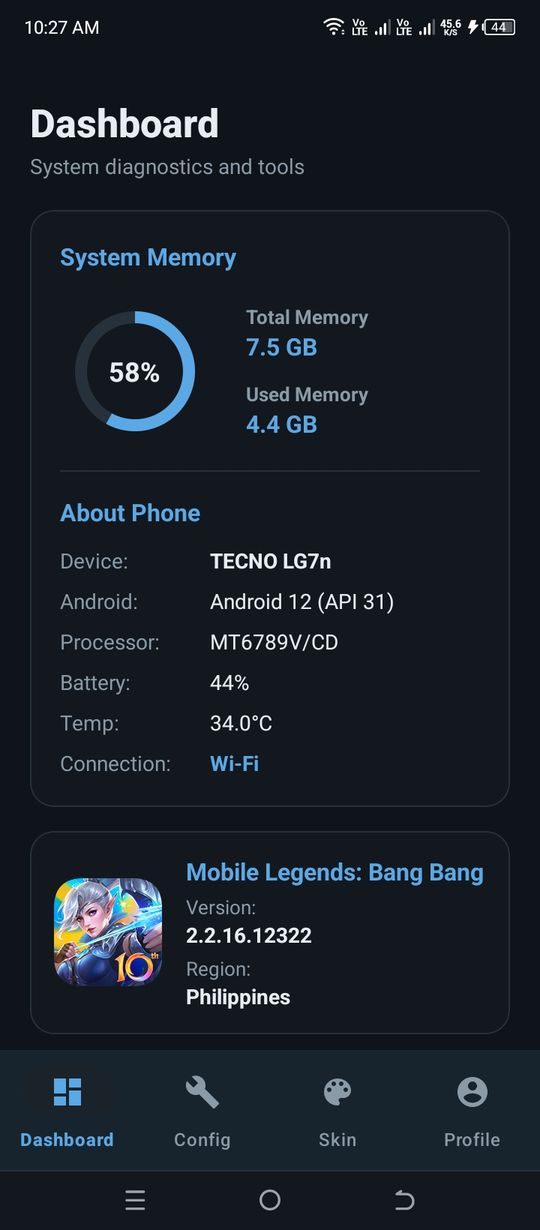 10:27 AM Vo LTE Vo LTE 45.6 K/S 44
Dashboard
System diagnostics and tools
System Memory
58%
Total Memory
7.5 GB
Used Memory
4.4 GB
About Phone
Device: TECNO LG7n
Android: Android 12 (API 31)
Processor: MT6789V/CD
Battery: 44%
Temp: 34.0°C
Connection: Wi-Fi
Mobile Legends: Bang Bang
Version:
2.2.16.12322
Region:
Philippines
10th
Dashboard Config Skin Profile